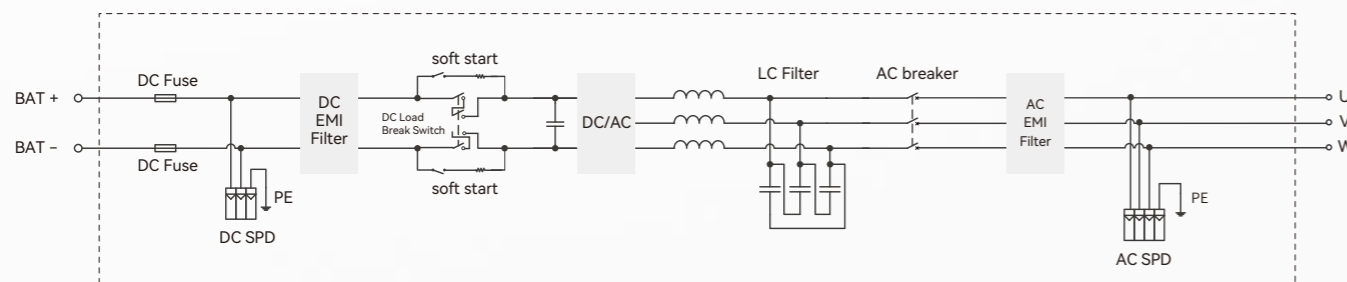 soft start
DC Fuse
LC Filter
AC breaker
BAT +
DC
EMI
Filter
DC Load
Break Switch
DC/AC
AC
EMI
Filter
U
V
W
BAT –
DC Fuse
soft start
PE
DC SPD
PE
AC SPD